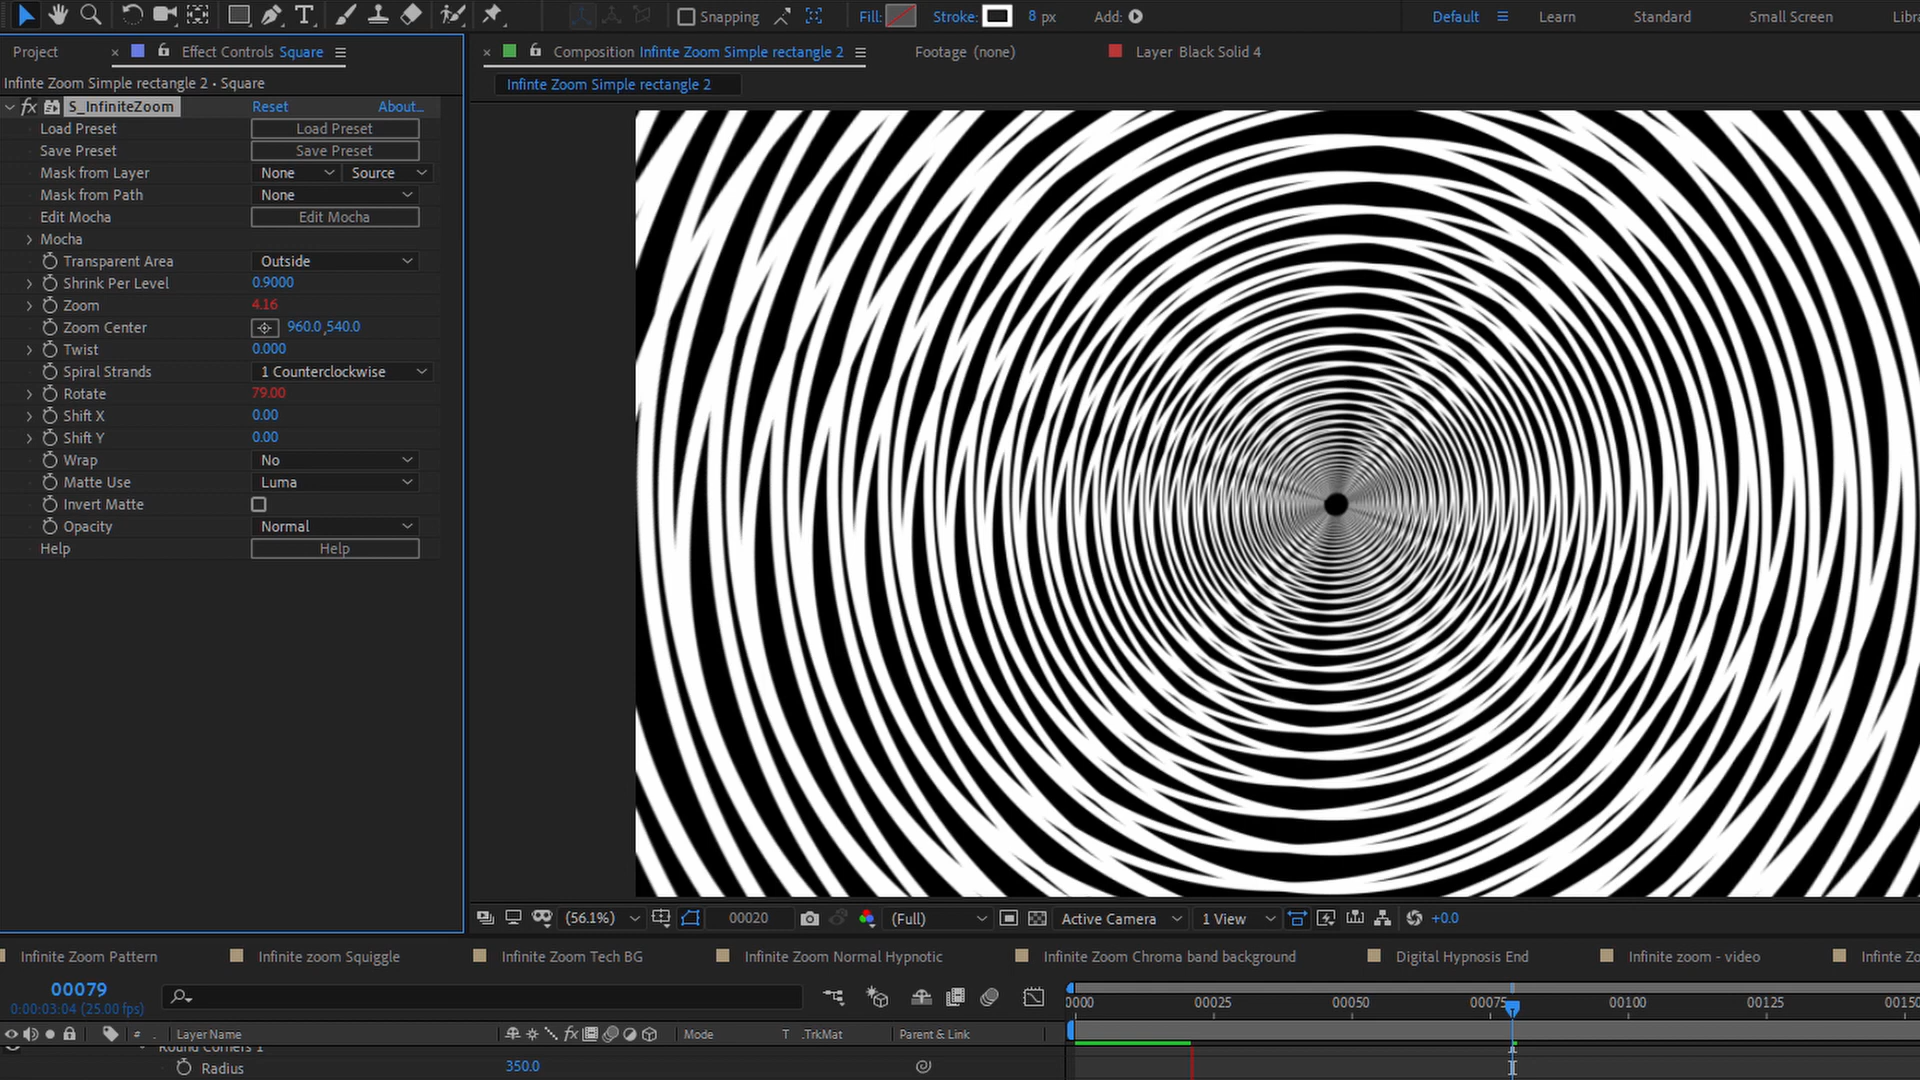 Snapping Fill: Stroke: 8 px Add: Default Learn Standard Small Screen Libr
Project Effect Controls Square Composition Infinte Zoom Simple rectangle 2 Footage (none) Layer Black Solid 4
Infinte Zoom Simple rectangle 2 • Square
Infinte Zoom Simple rectangle 2
fx S_InfiniteZoom Reset About...
Load Preset Load Preset
Save Preset Save Preset
Mask from Layer None Source
Mask from Path None
Edit Mocha Edit Mocha
Mocha
Transparent Area Outside
Shrink Per Level 0.9000
Zoom 4.16
Zoom Center 960.0,540.0
Twist 0.000
Spiral Strands 1 Counterclockwise
Rotate 79.00
Shift X 0.00
Shift Y 0.00
Wrap No
Matte Use Luma
Invert Matte
Opacity Normal
Help Help
(56.1%) 00020 (Full) Active Camera 1 View +0.0
Infinite Zoom Pattern Infinite zoom Squiggle Infinite Zoom Tech BG Infinite Zoom Normal Hypnotic Infinite Zoom Chroma band background Digital Hypnosis End Infinite zoom - video Infinite Zo
00079
0:00:03:04 (25.00 fps)
0000 00025 00050 00075 00100 00125 00150
# Layer Name fx Mode T .TrkMat Parent & Link
Round Corners 1
Radius 350.0